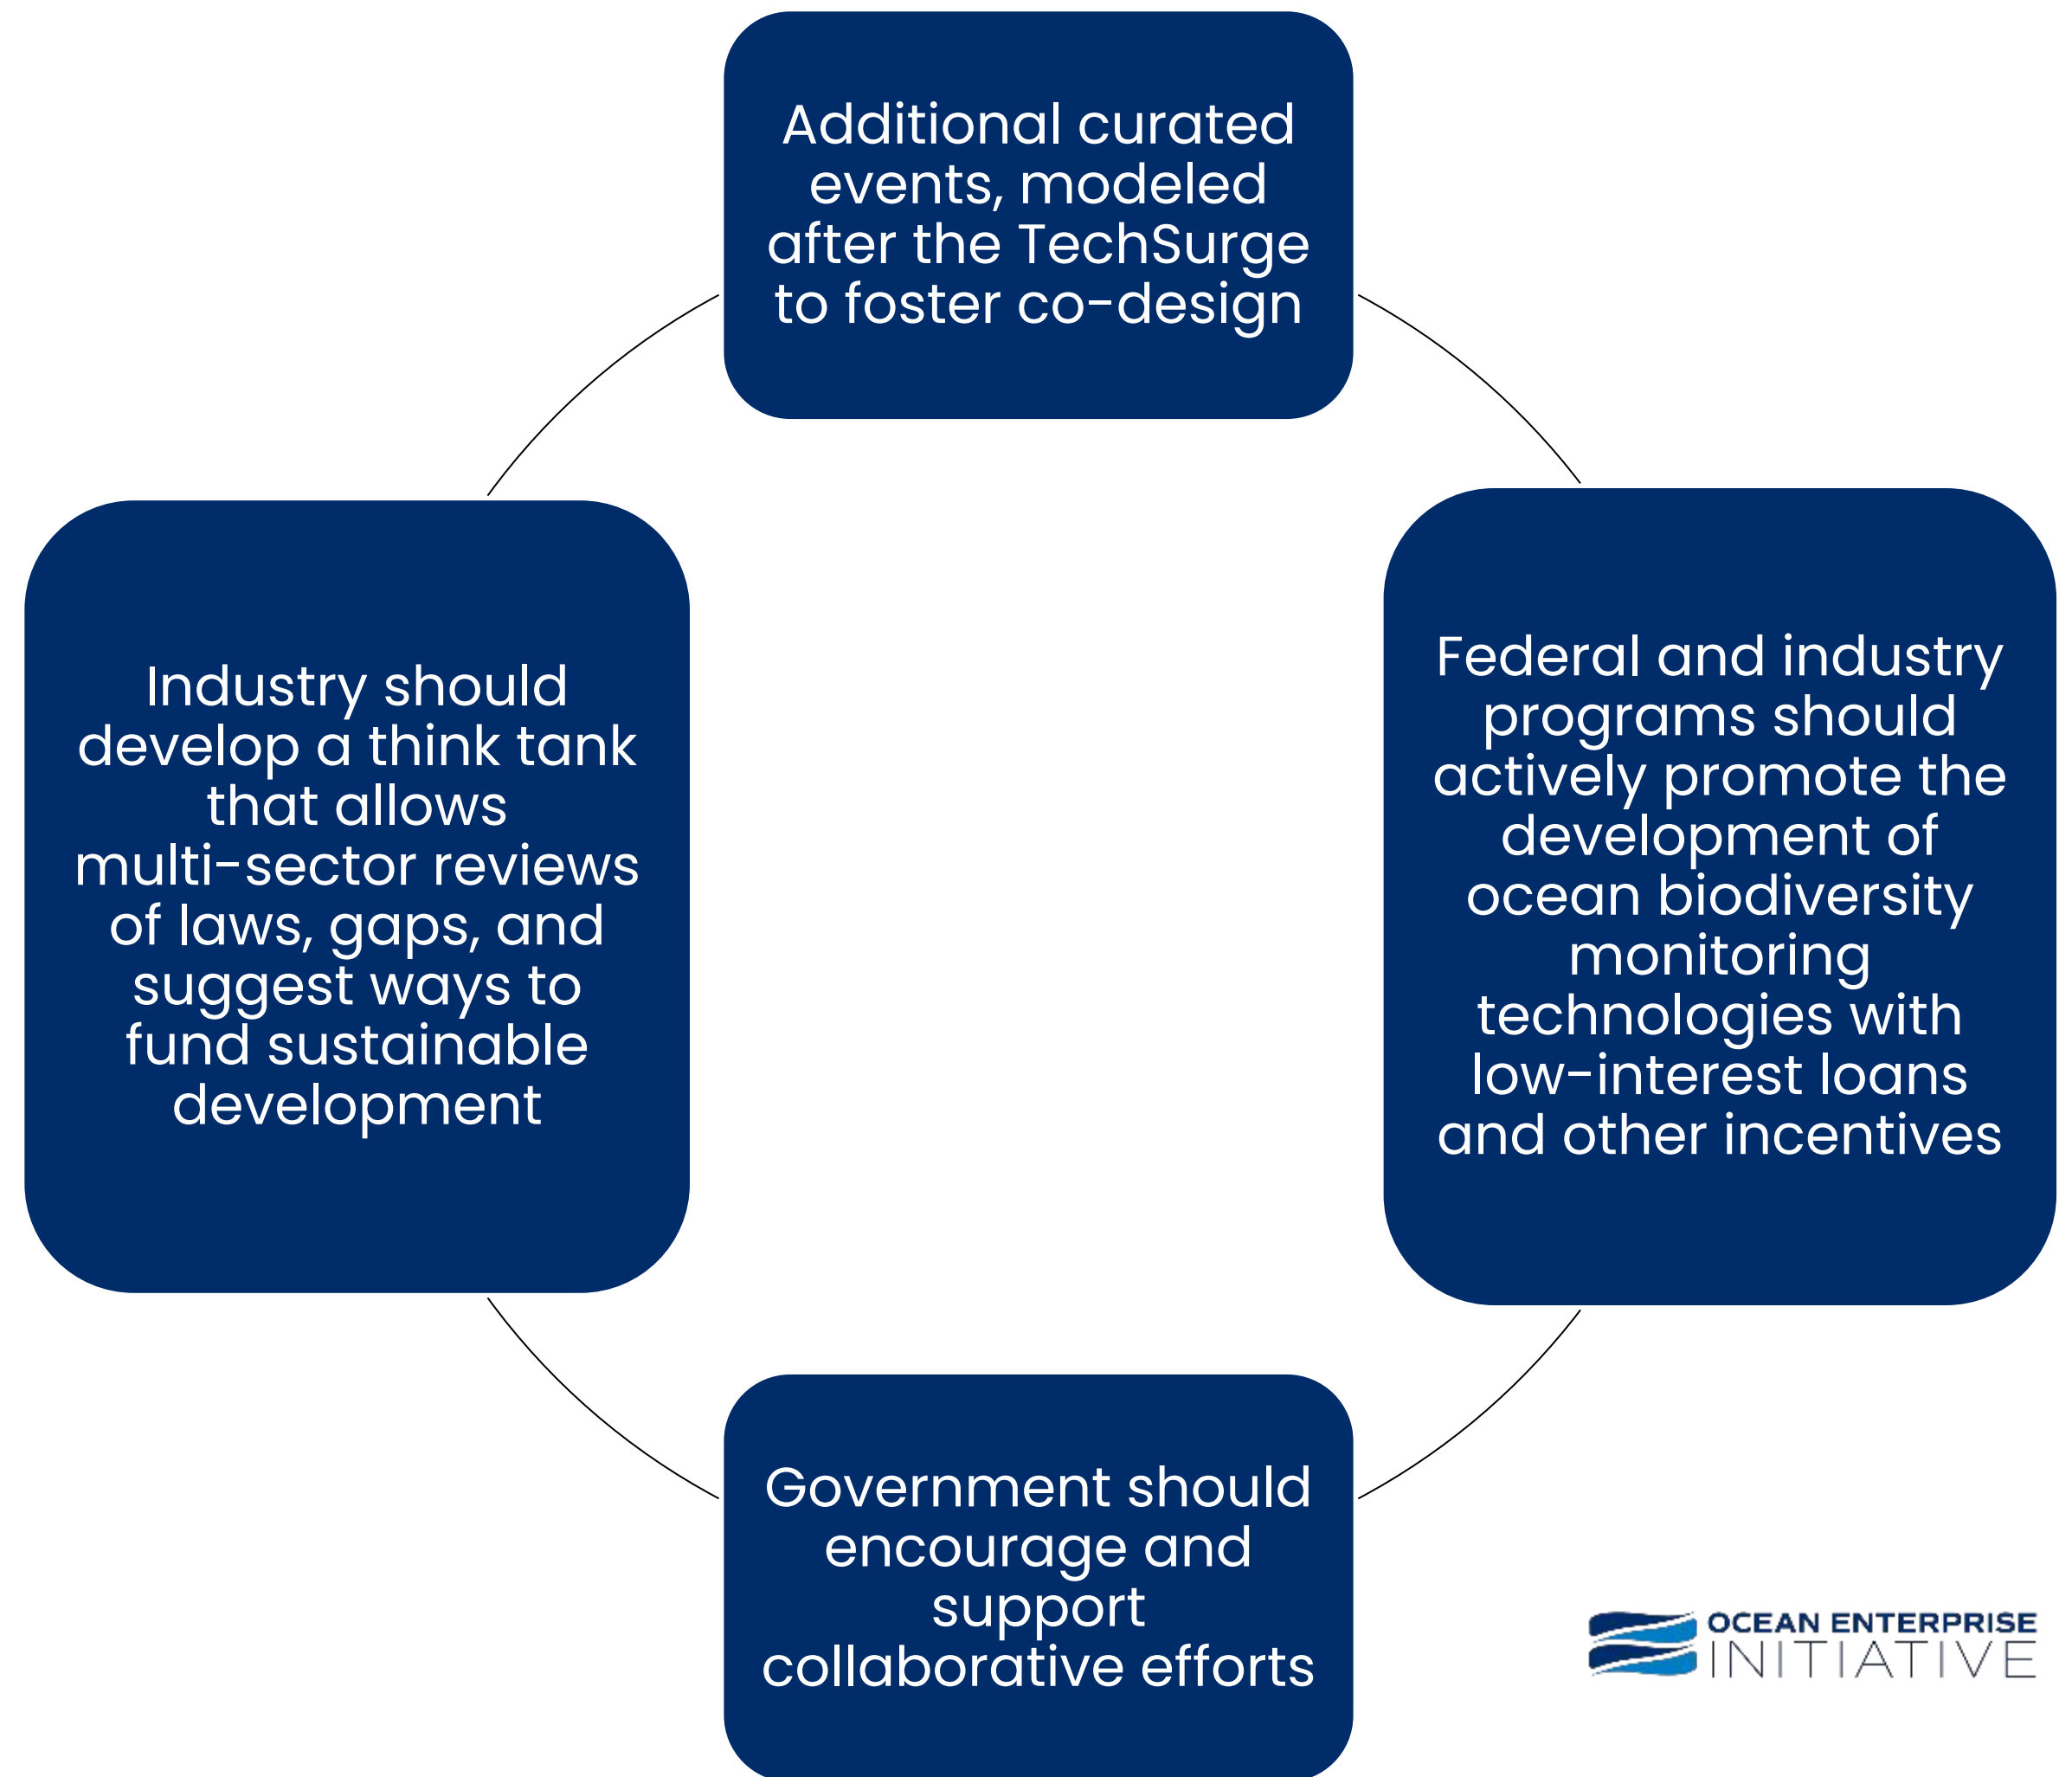 Additional curated
events, modeled
after the TechSurge
to foster co-design
Industry should
develop a think tank
that allows
multi-sector reviews
of laws, gaps, and
suggest ways to
fund sustainable
development
Federal and industry
programs should
actively promote the
development of
ocean biodiversity
monitoring
technologies with
low-interest loans
and other incentives
Government should
encourage and
support
collaborative efforts
OCEAN ENTERPRISE
INITIATIVE